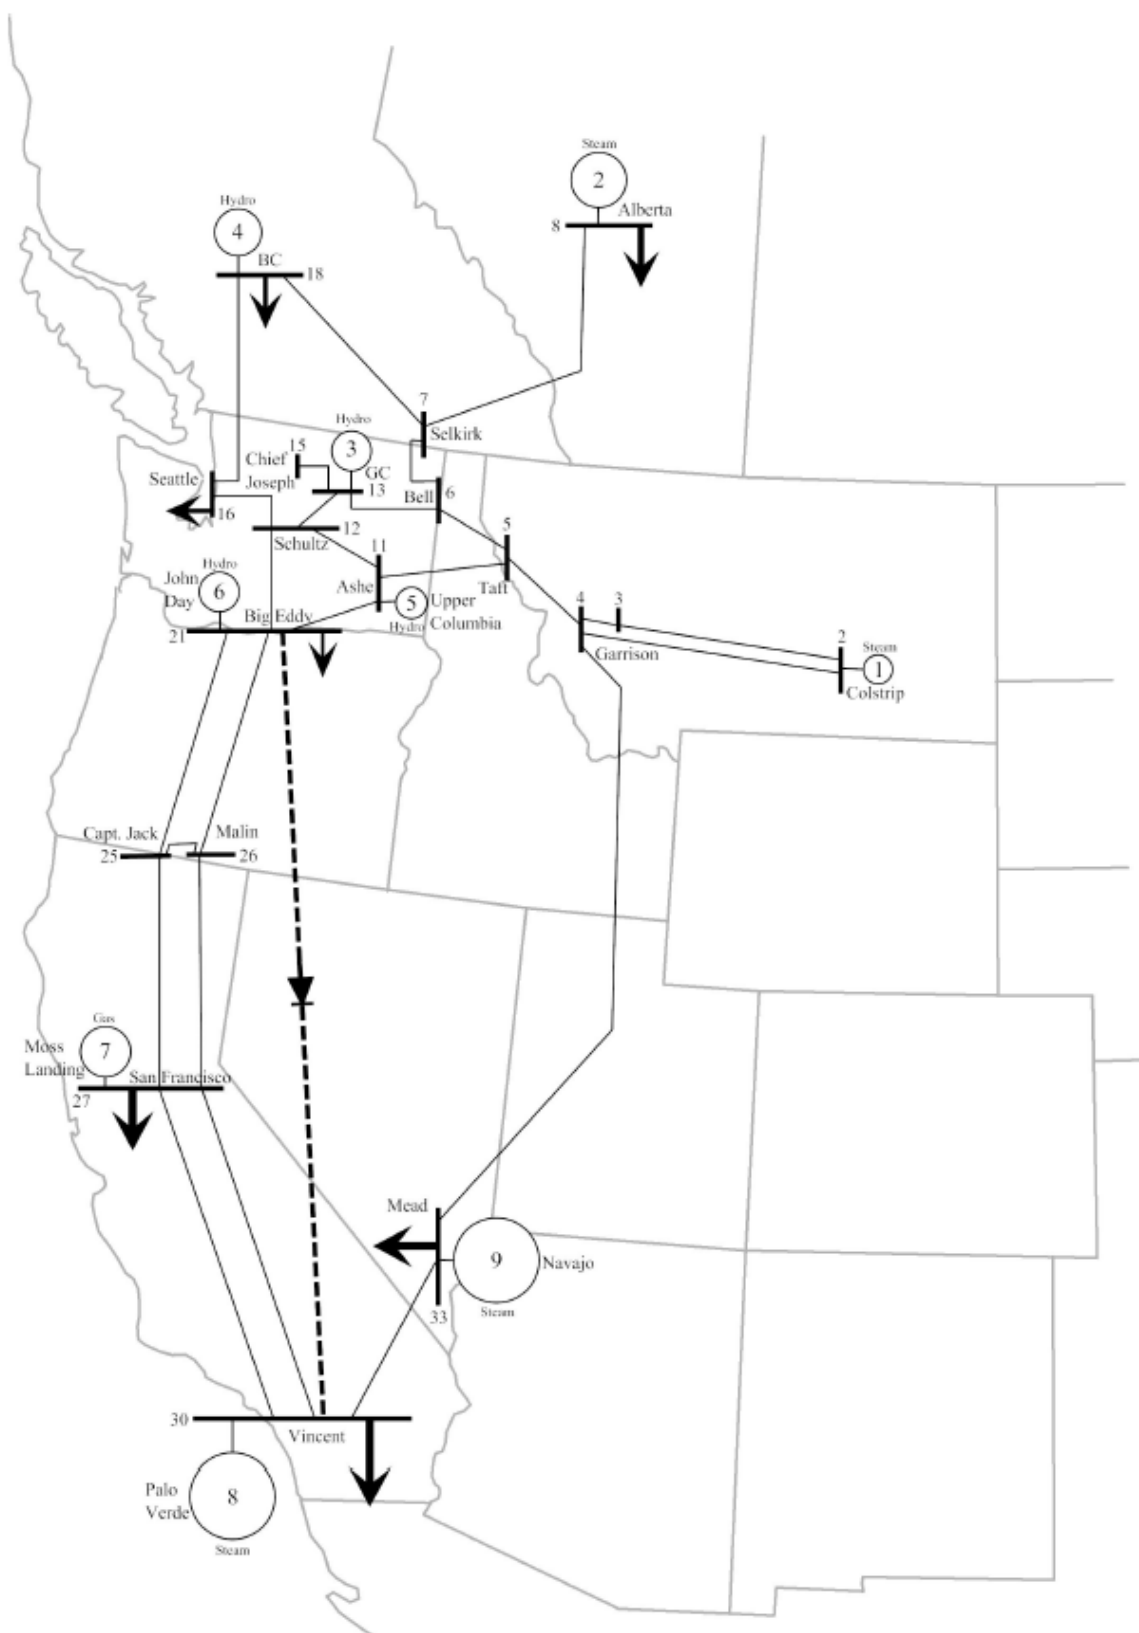 Steam
2
Alberta
8
Hydro
4
BC
18
7
Selkirk
Hydro
3
GC
13
15
Chief
Joseph
Seattle
16
Bell
6
12
Schultz
5
Taff
11
Ashe
5
Hydro
Upper
Columbia
Hydro
6
John
Day
Big Eddy
21
4
3
Garrison
2
Steam
1
Colstrip
Capt. Jack
25
Malin
26
Gas
7
Moss
Landing
San Francisco
27
Mead
9
Navajo
Steam
33
30
Vincent
Palo
Verde
8
Steam